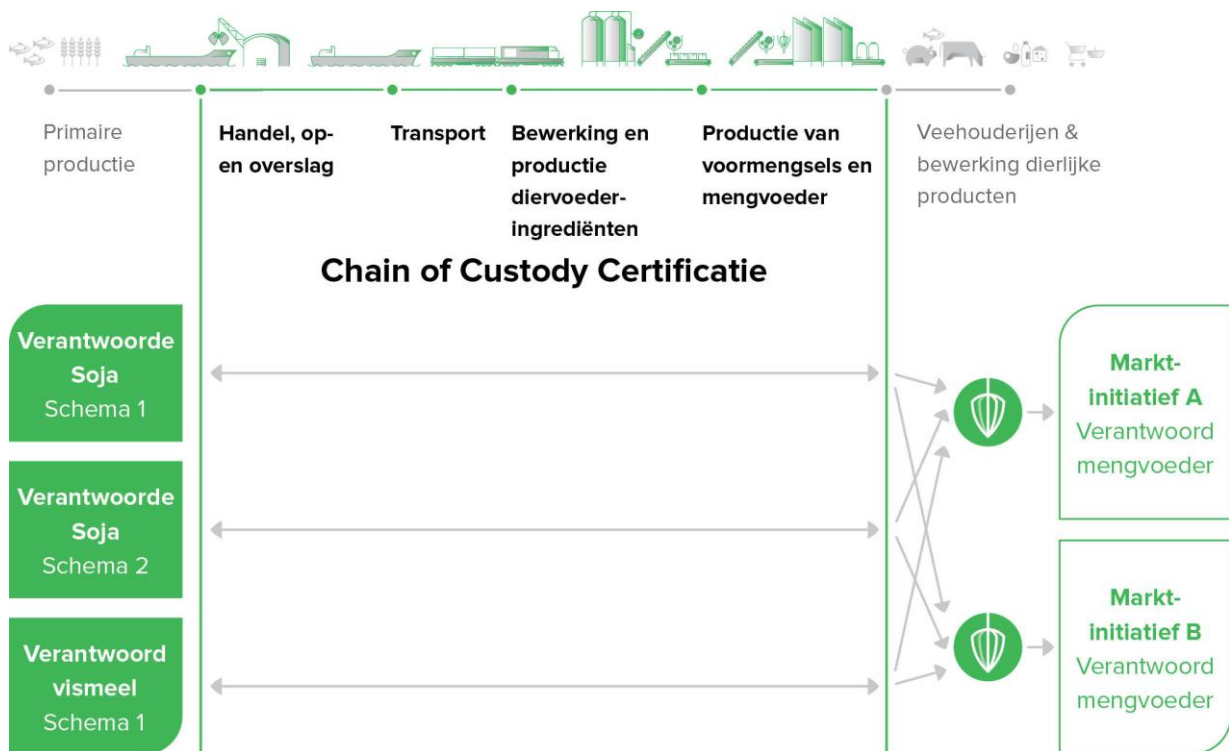 Primaire
productie
Handel, op-
en overslag
Transport
Bewerking en
productie
diervoeder-
ingrediënten
Productie van
voormengsels en
mengvoeder
Veehouderijen &
bewerking dierlijke
producten
Chain of Custody Certificatie
Verantwoorde
Soja
Schema 1
Verantwoorde
Soja
Schema 2
Verantwoord
vismeel
Schema 1
Markt-
initiatief A
Verantwoord
mengvoeder
Markt-
initiatief B
Verantwoord
mengvoeder